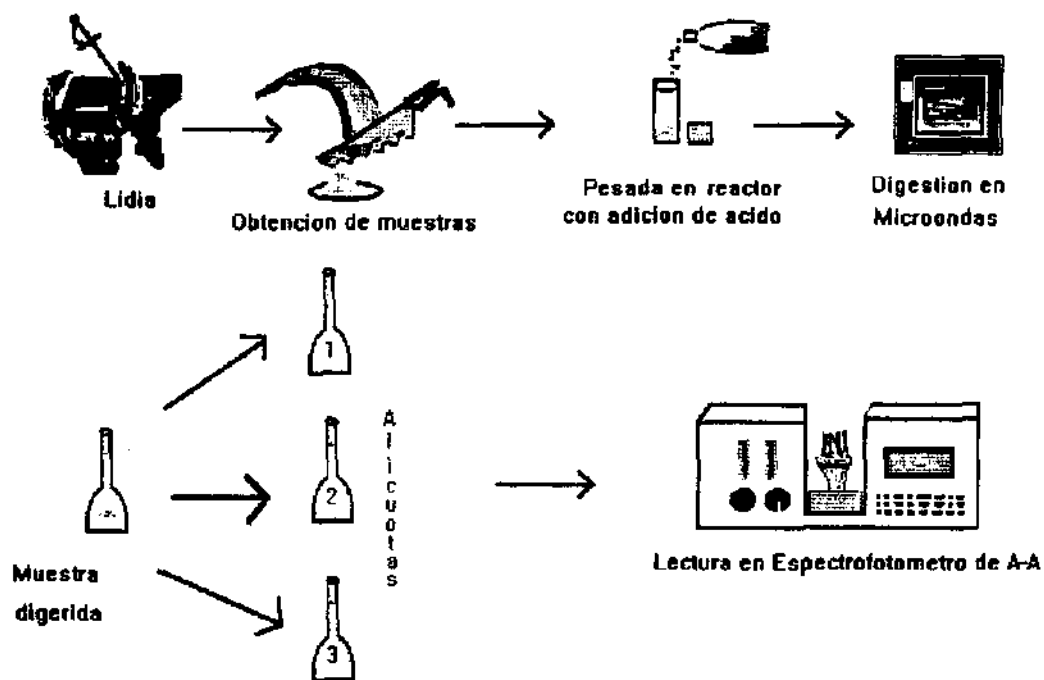 Lidia
Obtencion de muestras
Pesada en reactor
con adicion de acido
Digestion en
Microondas
1
Alicuotas
2
3
Muestra
digerida
Lectura en Espectrofotometro de A-A